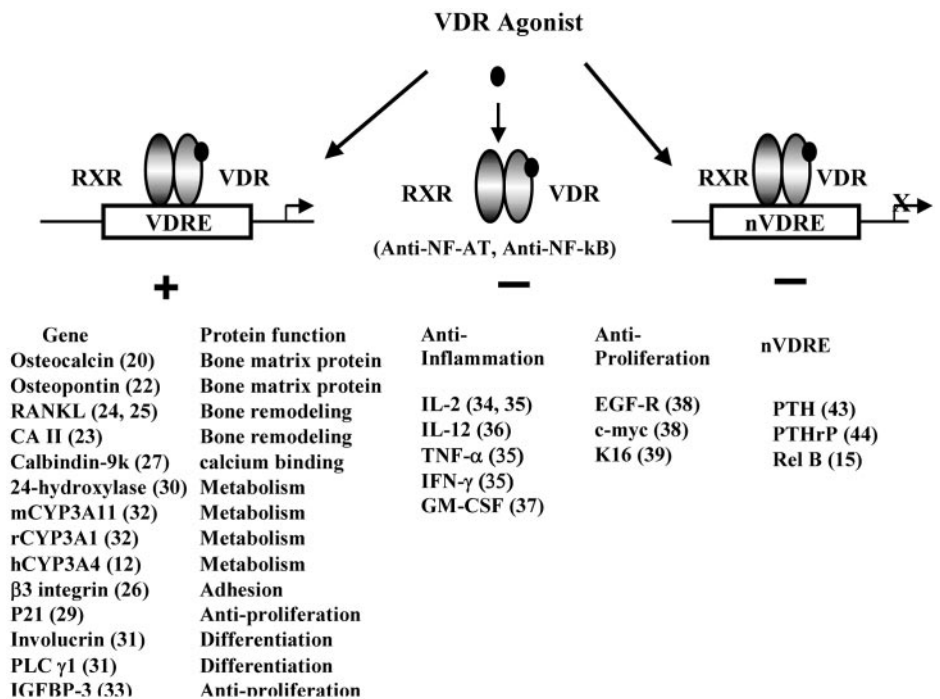 VDR Agonist
RXR VDR
VDRE
RXR VDR
(Anti-NF-AT, Anti-NF-kB)
RXR VDR
nVDRE
X
+
−
−
Gene Protein function
Osteocalcin (20) Bone matrix protein
Osteopontin (22) Bone matrix protein
RANKL (24, 25) Bone remodeling
CA II (23) Bone remodeling
Calbindin-9k (27) calcium binding
24-hydroxylase (30) Metabolism
mCYP3A11 (32) Metabolism
rCYP3A1 (32) Metabolism
hCYP3A4 (12) Metabolism
β3 integrin (26) Adhesion
P21 (29) Anti-proliferation
Involucrin (31) Differentiation
PLC γ1 (31) Differentiation
IGFBP-3 (33) Anti-proliferation
Anti-
Inflammation
IL-2 (34, 35)
IL-12 (36)
TNF-α (35)
IFN-γ (35)
GM-CSF (37)
Anti-
Proliferation
EGF-R (38)
c-myc (38)
K16 (39)
nVDRE
PTH (43)
PTHrP (44)
Rel B (15)